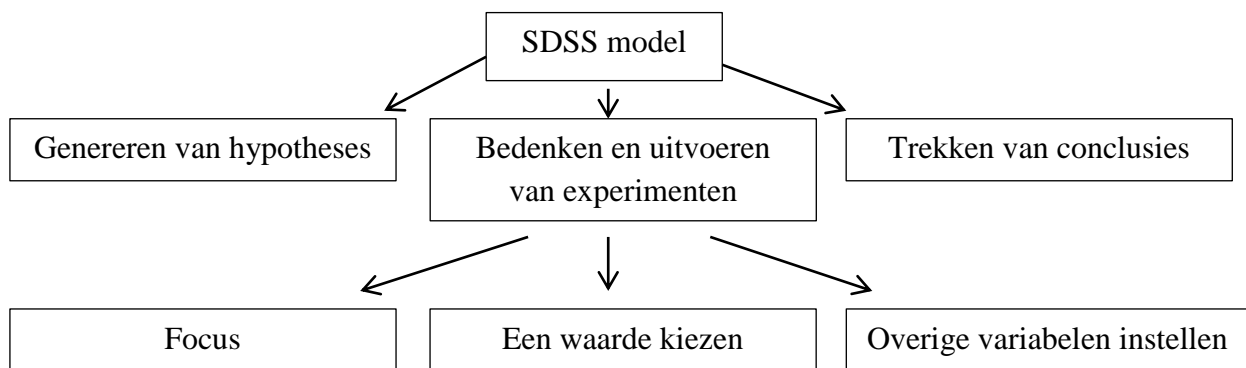 SDSS model
Genereren van hypotheses
Bedenken en uitvoeren
van experimenten
Trekken van conclusies
Focus
Een waarde kiezen
Overige variabelen instellen